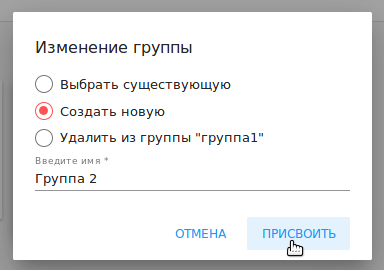 Изменение группы
Выбрать существующую
Создать новую
Удалить из группы "группа1"
Введите имя *
Группа 2
ОТМЕНА ПРИСВОИТЬ